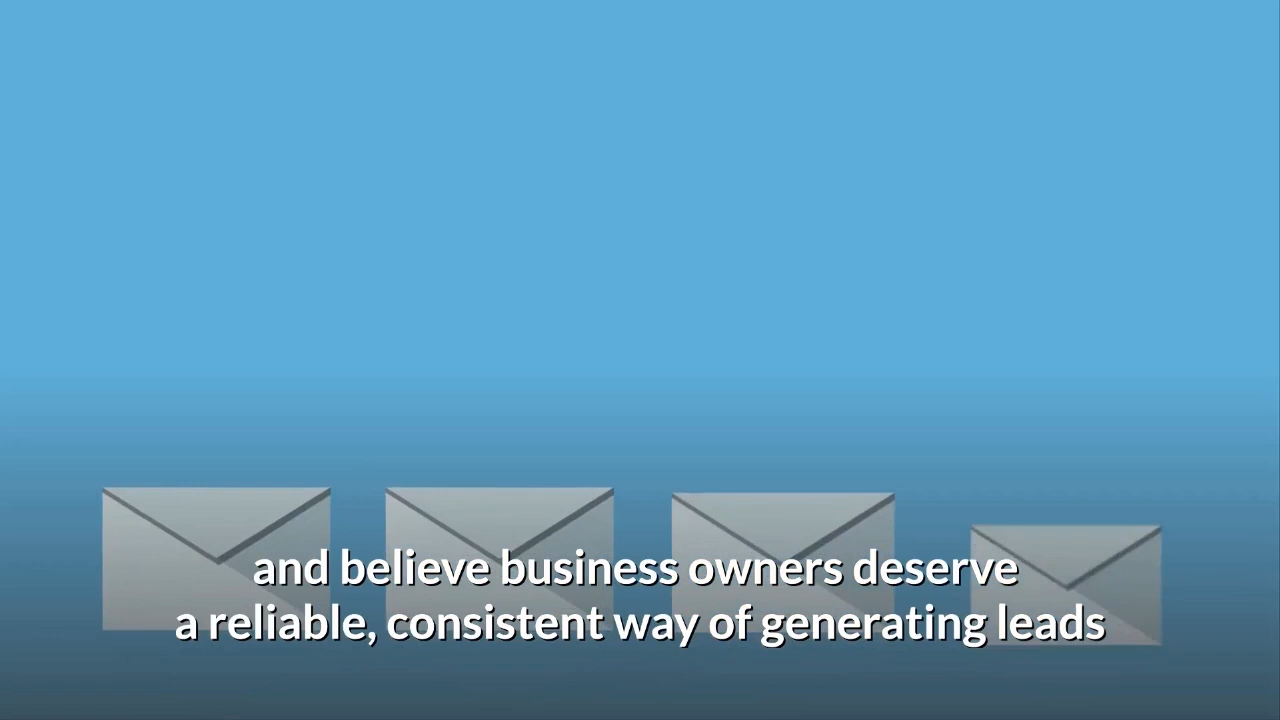 and believe business owners deserve
a reliable, consistent way of generating leads